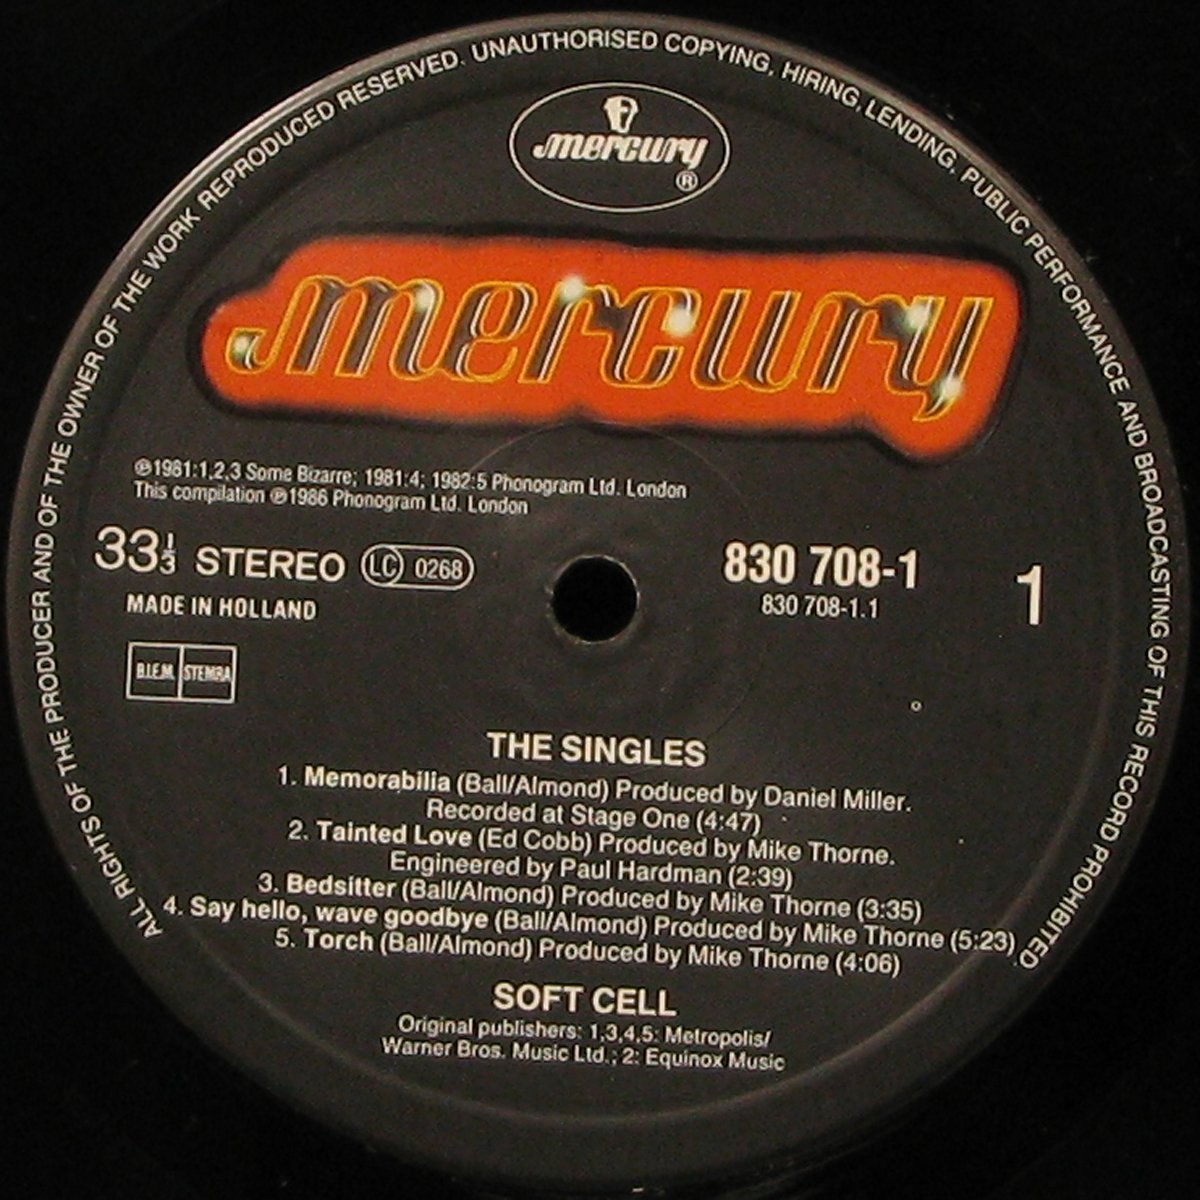 ALL RIGHTS OF THE PRODUCER AND OF THE OWNER OF THE WORK REPRODUCED RESERVED. UNAUTHORISED COPYING, HIRING, LENDING, PUBLIC PERFORMANCE AND BROADCASTING OF THIS RECORD PROHIBITED.
mercury
®
mercury
℗1981:1,2,3 Some Bizarre; 1981:4; 1982:5 Phonogram Ltd. London
This compilation ℗1986 Phonogram Ltd. London
33⅓ STEREO LC 0268
830 708-1
1
830 708-1.1
MADE IN HOLLAND
B.I.E.M. STEMRA
THE SINGLES
1. Memorabilia (Ball/Almond) Produced by Daniel Miller.
Recorded at Stage One (4:47)
2. Tainted Love (Ed Cobb) Produced by Mike Thorne.
Engineered by Paul Hardman (2:39)
3. Bedsitter (Ball/Almond) Produced by Mike Thorne (3:35)
4. Say hello, wave goodbye (Ball/Almond) Produced by Mike Thorne (5:23)
5. Torch (Ball/Almond) Produced by Mike Thorne (4:06)
SOFT CELL
Original publishers: 1,3,4,5: Metropolis/
Warner Bros. Music Ltd.; 2: Equinox Music